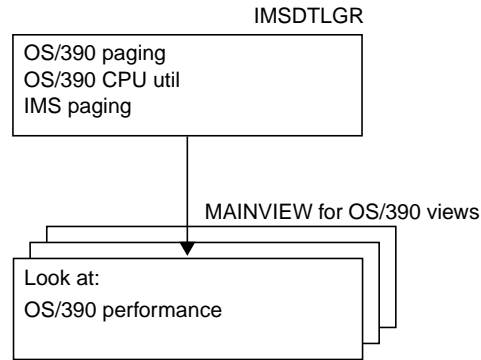 IMSDTLGR
OS/390 paging
OS/390 CPU util
IMS paging
MAINVIEW for OS/390 views
Look at:
OS/390 performance